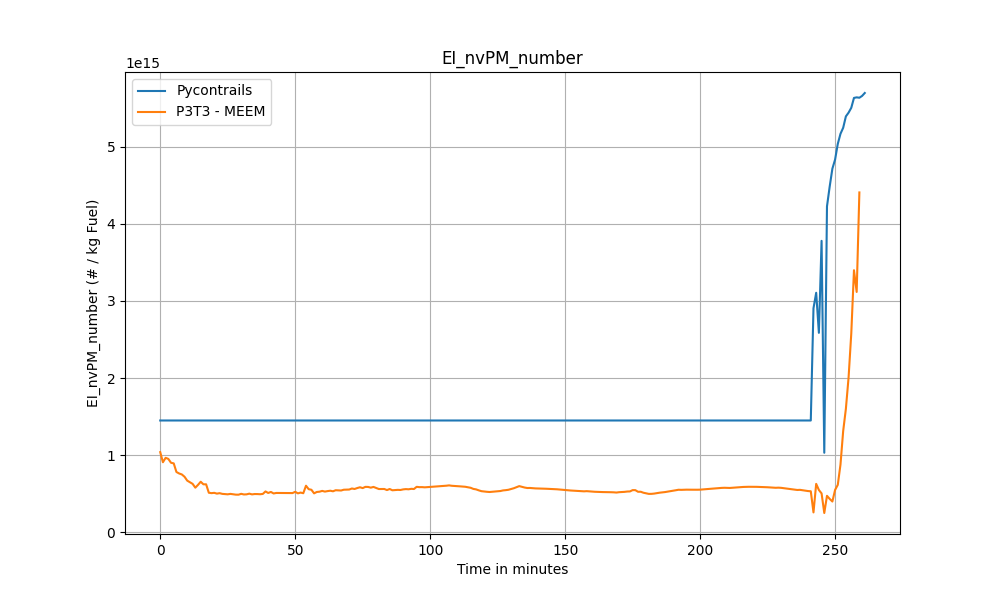 EI_nvPM_number
1e15
Pycontrails
P3T3 - MEEM
EI_nvPM_number (# / kg Fuel)
5
4
3
2
1
0
0 50 100 150 200 250
Time in minutes